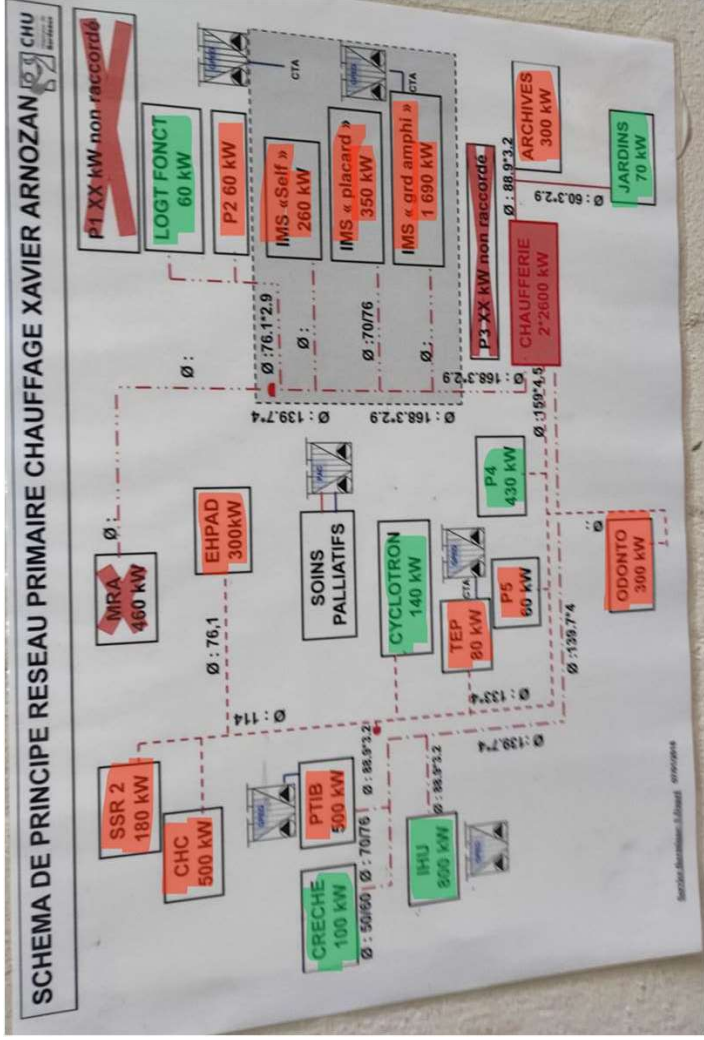 SCHEMA DE PRINCIPE RESEAU PRIMAIRE CHAUFFAGE XAVIER ARNOZAN
CHU
Bordeaux
P1 XX kW non raccordé
LOGT FONCT
60 kW
P2 60 kW
CTA
IMS «Self »
260 kW
IMS « placard »
350 kW
IMS « grd amphi »
1 690 kW
CTA
P3 XX kW non raccordé
CHAUFFERIE
2*2600 kW
ARCHIVES
300 kW
JARDINS
70 kW
Ø : 88.9*3.2
Ø : 60.3*2.9
Ø :
Ø :76.1*2.9
Ø :
Ø :70/76
Ø :
Ø : 139.7*4
Ø : 168.3*2.9
Ø : 168.3*2.9
MRA
460 kW
Ø :
EHPAD
300kW
Ø : 76,1
SOINS
PALLIATIFS
PAC
CYCLOTRON
140 kW
TEP
80 kW
CTA
P5
60 kW
P4
430 kW
Ø :159*4,5
ODONTO
300 kW
Ø :
Ø :139.7*4
SSR 2
180 kW
CHC
500 kW
Ø : 114
Ø : 133*4
Ø :139.7*4
PTIB
500 kW
Ø : 88.9*3.2
CRECHE
100 kW
Ø : 50/60
Ø : 70/76
IHU
800 kW
Ø : 88.9*3.2